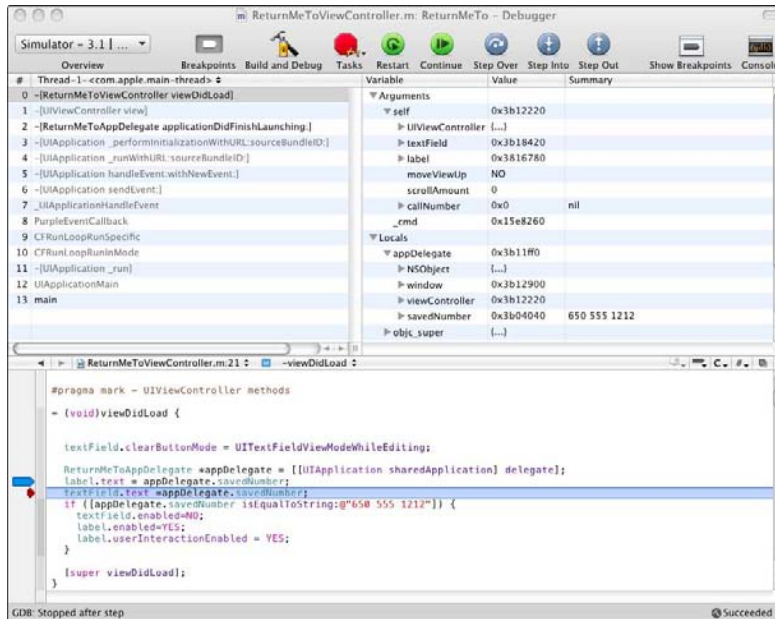 ReturnMeToViewController.m: ReturnMeTo - Debugger
Simulator - 3.1 | ...
Overview Breakpoints Build and Debug Tasks Restart Continue Step Over Step Into Step Out Show Breakpoints Consol
# Thread-1-<com.apple.main-thread>
0 -[ReturnMeToViewController viewDidLoad]
1 -[UIViewController view]
2 -[ReturnMeToAppDelegate applicationDidFinishLaunching:]
3 -[UIApplication _performInitializationWithURL:sourceBundleID:]
4 -[UIApplication _runWithURL:sourceBundleID:]
5 -[UIApplication handleEvent:withNewEvent:]
6 -[UIApplication sendEvent:]
7 _UIApplicationHandleEvent
8 PurpleEventCallback
9 CFRunLoopRunSpecific
10 CFRunLoopRunInMode
11 -[UIApplication _run]
12 UIApplicationMain
13 main
Variable Value Summary
Arguments
self 0x3b12220
UIViewController {...}
textField 0x3b18420
label 0x3816780
moveViewUp NO
scrollAmount 0
callNumber 0x0 nil
_cmd 0x15e8260
Locals
appDelegate 0x3b11ff0
NSObject {...}
window 0x3b12900
viewController 0x3b12220
savedNumber 0x3b04040 650 555 1212
objc_super {...}
ReturnMeToViewController.m:21 -viewDidLoad C. #.
#pragma mark - UIViewController methods
- (void)viewDidLoad {
textField.clearButtonMode = UITextFieldViewModeWhileEditing;
ReturnMeToAppDelegate *appDelegate = [[UIApplication sharedApplication] delegate];
label.text = appDelegate.savedNumber;
textField.text =appDelegate.savedNumber;
if ([appDelegate.savedNumber isEqualToString:@"650 555 1212"]) {
textField.enabled=NO;
label.enabled=YES;
label.userInteractionEnabled = YES;
}
[super viewDidLoad];
}
GDB: Stopped after step Succeeded